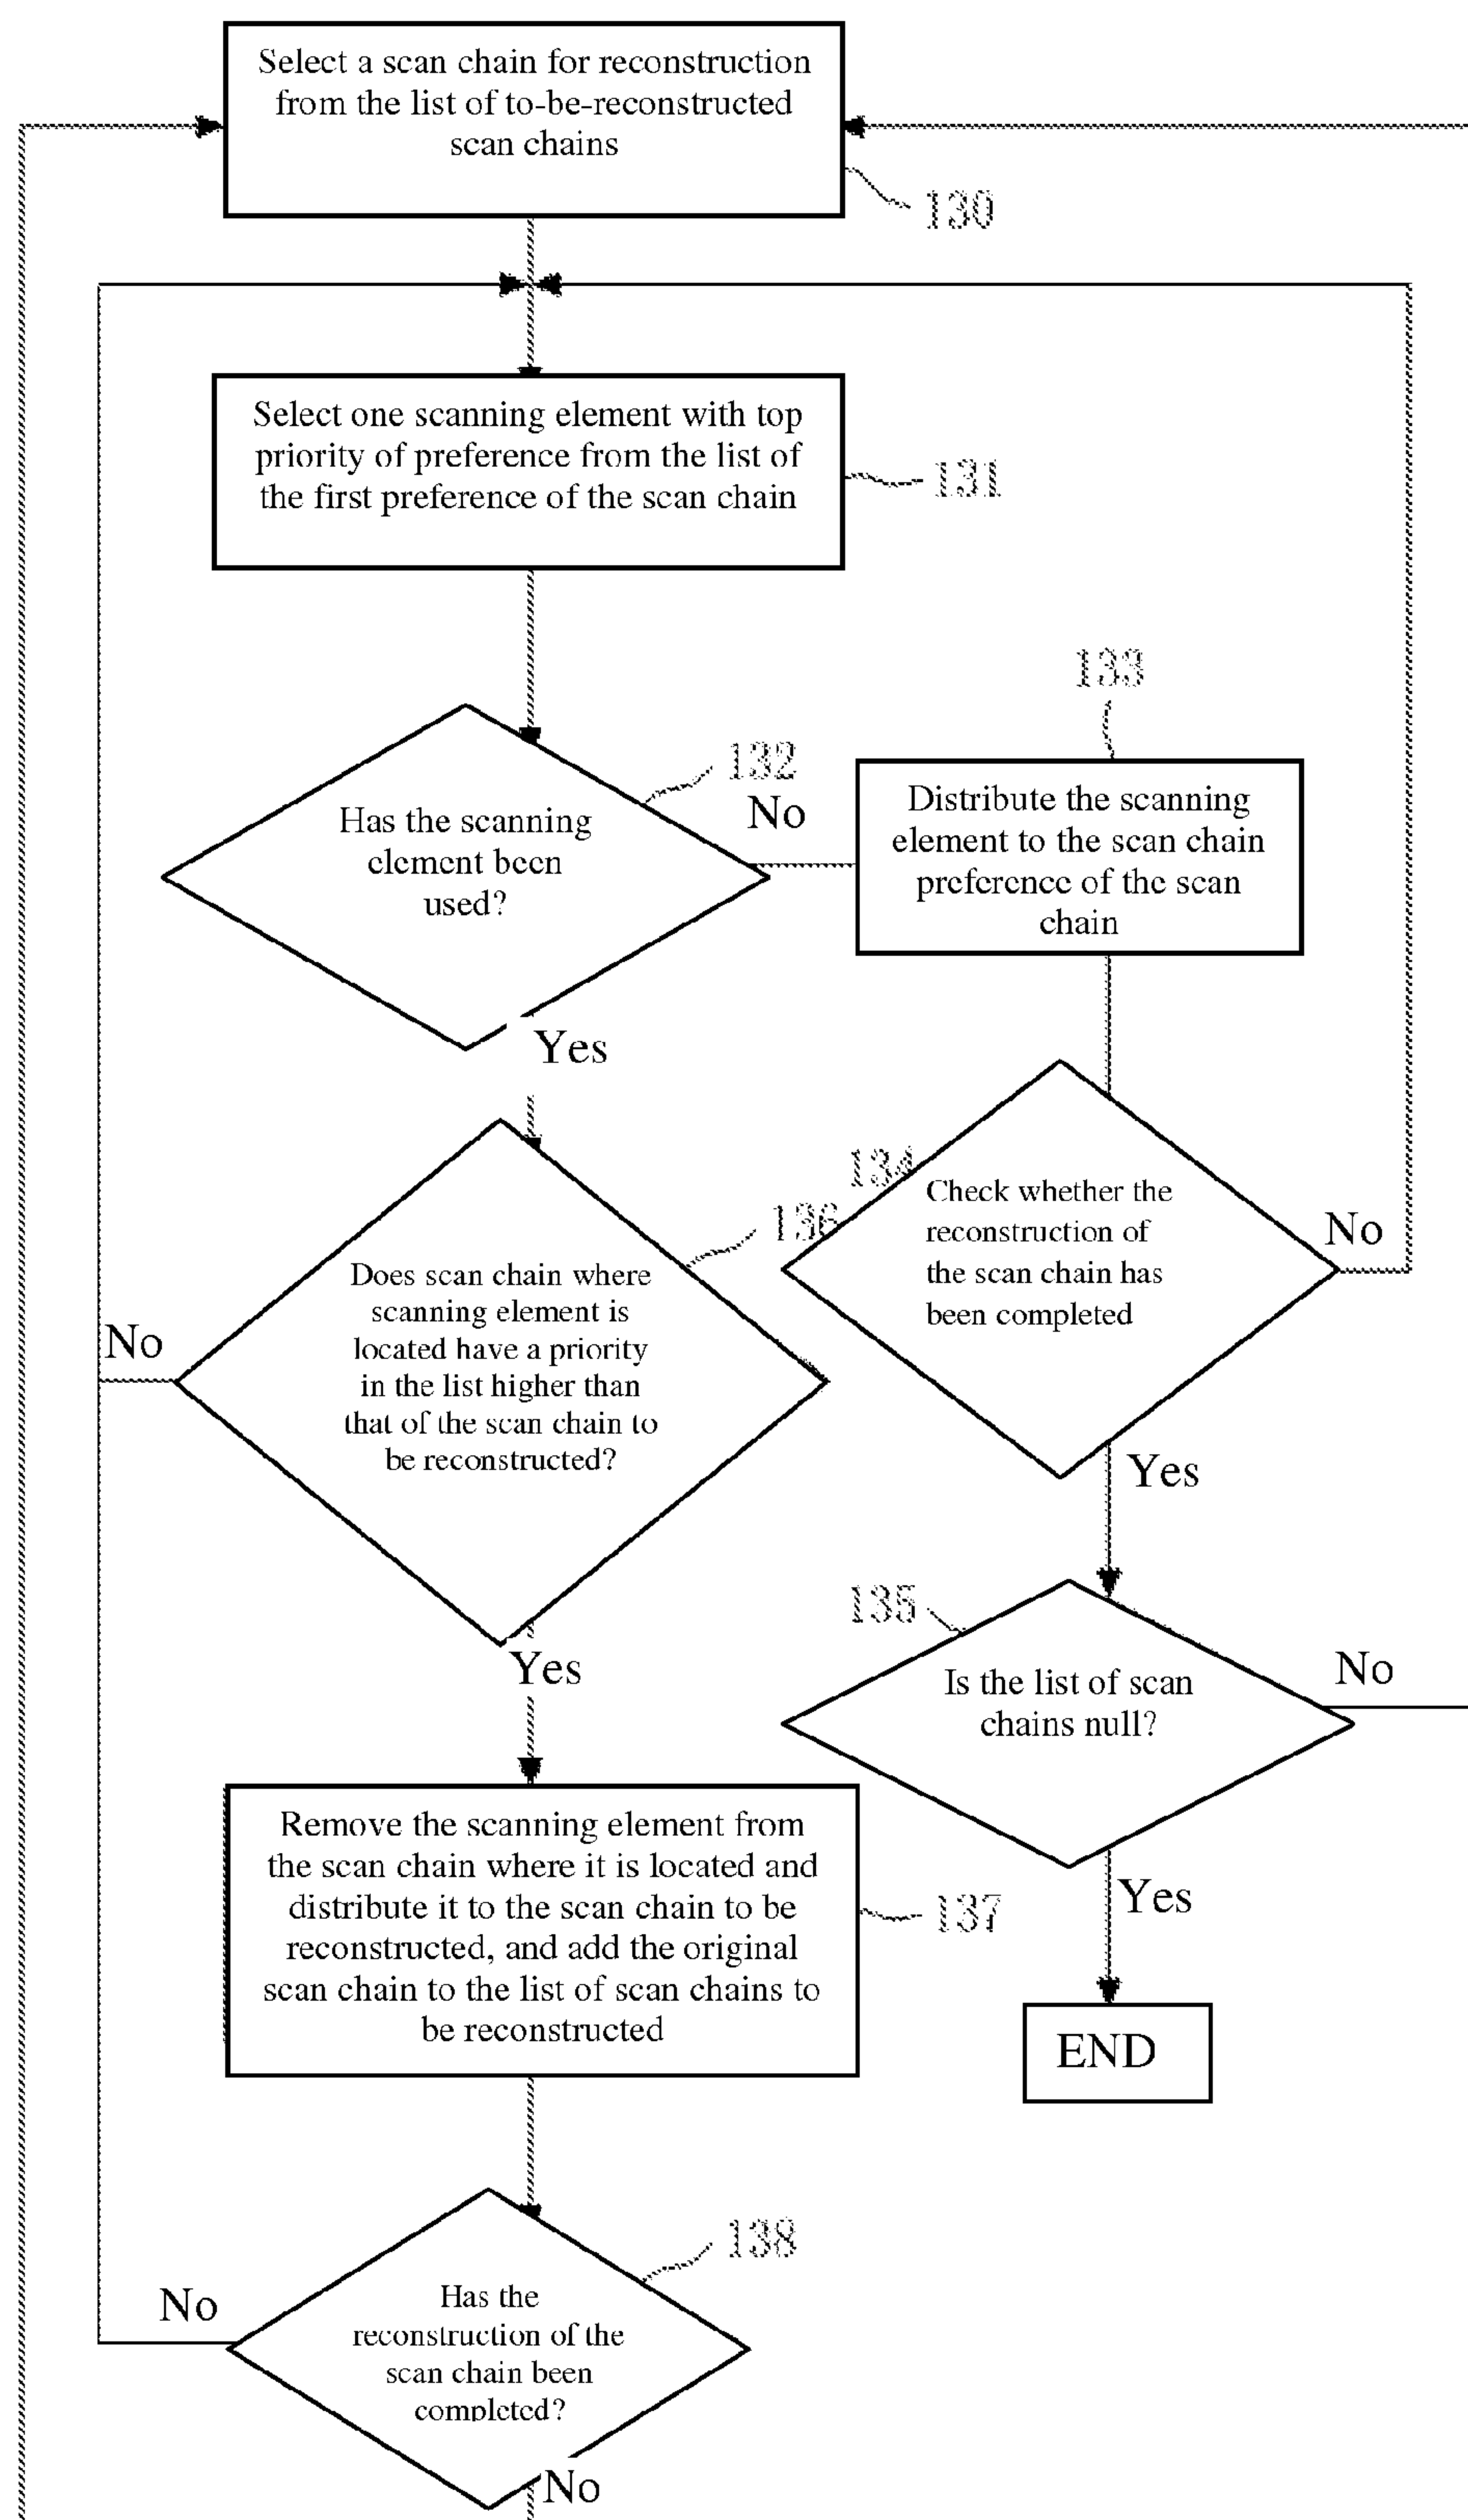 Select a scan chain for reconstruction
from the list of to-be-reconstructed
scan chains
130
Select one scanning element with top
priority of preference from the list of
the first preference of the scan chain
131
133
132
No
Has the scanning
element been
used?
Distribute the scanning
element to the scan chain
preference of the scan
chain
Yes
134
136
Check whether the
reconstruction of
the scan chain has
been completed
No
Does scan chain where
scanning element is
located have a priority
in the list higher than
that of the scan chain to
be reconstructed?
No
Yes
135
Yes
Is the list of scan
chains null?
No
Remove the scanning element from
the scan chain where it is located and
distribute it to the scan chain to be
reconstructed, and add the original
scan chain to the list of scan chains to
be reconstructed
137
Yes
END
138
No
Has the
reconstruction of the
scan chain been
completed?
No